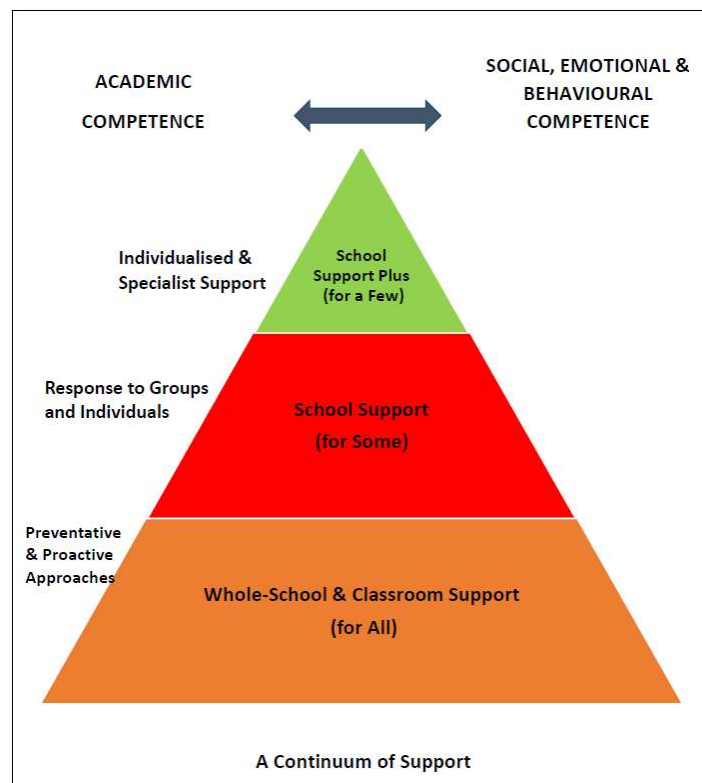 ACADEMIC
COMPETENCE
SOCIAL, EMOTIONAL &
BEHAVIOURAL
COMPETENCE
Individualised &
Specialist Support
School
Support Plus
(for a Few)
Response to Groups
and Individuals
School Support
(for Some)
Preventative
& Proactive
Approaches
Whole-School & Classroom Support
(for All)
A Continuum of Support